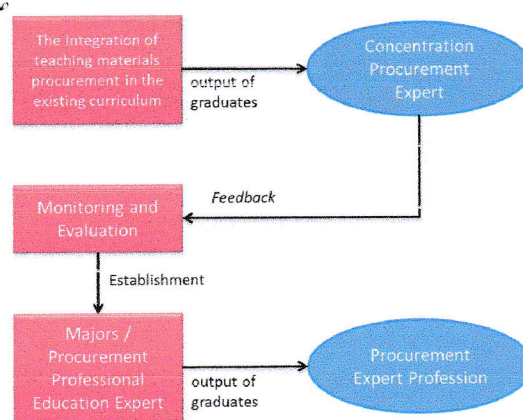 The integration of
teaching materials
procurement in the
existing curriculum
output of
graduates
Concentration
Procurement
Expert
Feedback
Monitoring and
Evaluation
Establishment
Majors /
Procurement
Professional
Education Expert
output of
graduates
Procurement
Expert Profession